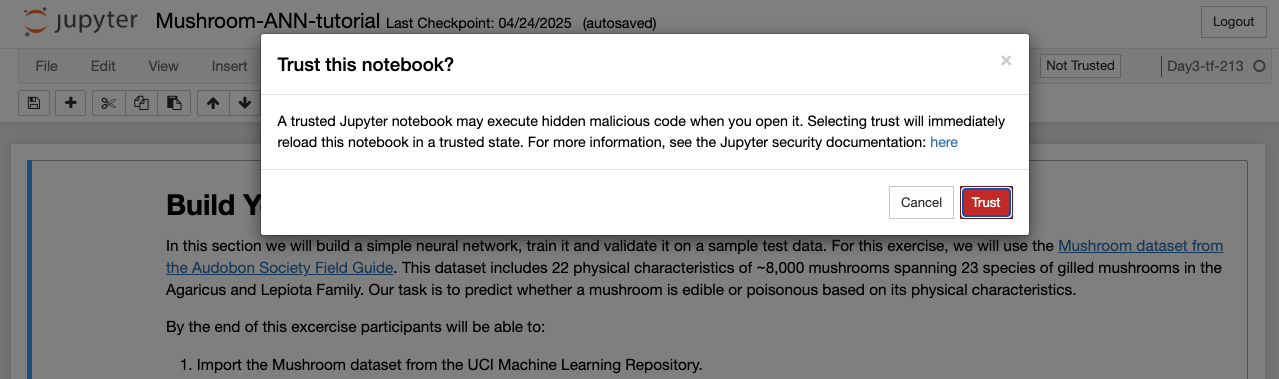 jupyter Mushroom-ANN-tutorial Last Checkpoint: 04/24/2025 (autosaved) Logout
File Edit View Insert Not Trusted Day3-tf-213
Trust this notebook? ×
A trusted Jupyter notebook may execute hidden malicious code when you open it. Selecting trust will immediately
reload this notebook in a trusted state. For more information, see the Jupyter security documentation: here
Cancel Trust
Build Y
In this section we will build a simple neural network, train it and validate it on a sample test data. For this exercise, we will use the Mushroom dataset from
the Audobon Society Field Guide. This dataset includes 22 physical characteristics of ~8,000 mushrooms spanning 23 species of gilled mushrooms in the
Agaricus and Lepiota Family. Our task is to predict whether a mushroom is edible or poisonous based on its physical characteristics.
By the end of this excercise participants will be able to:
1. Import the Mushroom dataset from the UCI Machine Learning Repository.